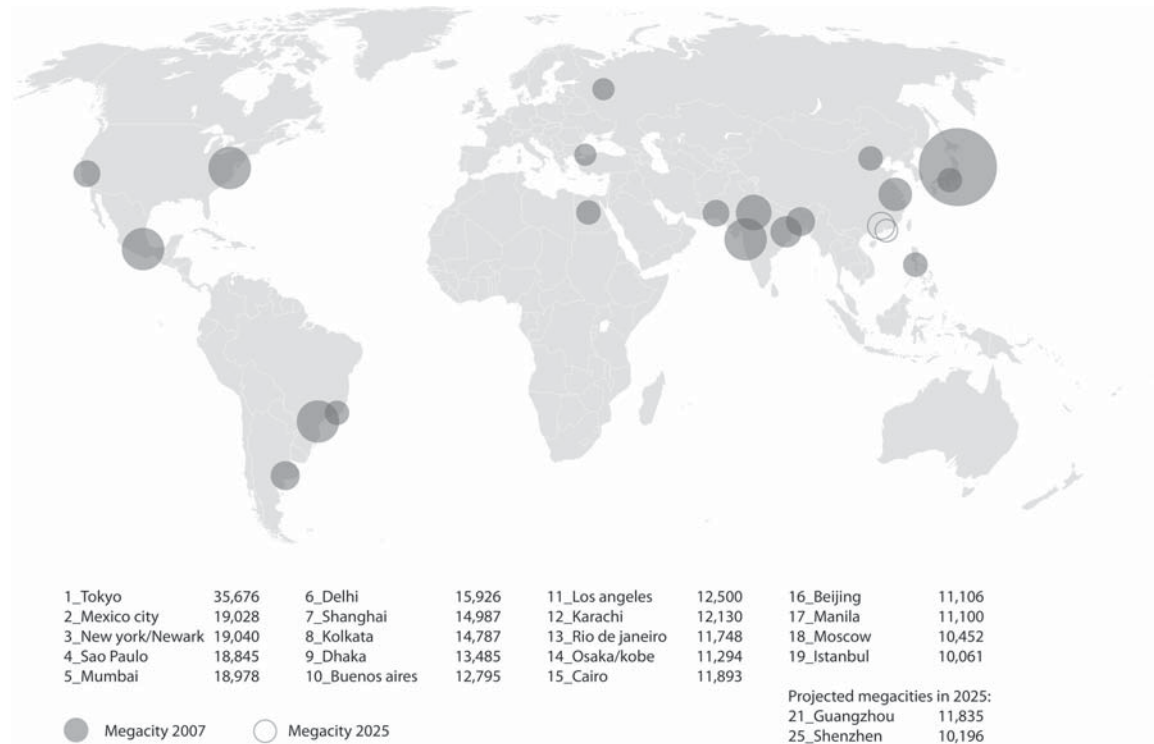 1_Tokyo 35,676
2_Mexico city 19,028
3_New york/Newark 19,040
4_Sao Paulo 18,845
5_Mumbai 18,978
6_Delhi 15,926
7_Shanghai 14,987
8_Kolkata 14,787
9_Dhaka 13,485
10_Buenos aires 12,795
11_Los angeles 12,500
12_Karachi 12,130
13_Rio de janeiro 11,748
14_Osaka/kobe 11,294
15_Cairo 11,893
16_Beijing 11,106
17_Manila 11,100
18_Moscow 10,452
19_Istanbul 10,061
Projected megacities in 2025:
21_Guangzhou 11,835
25_Shenzhen 10,196
Megacity 2007
Megacity 2025